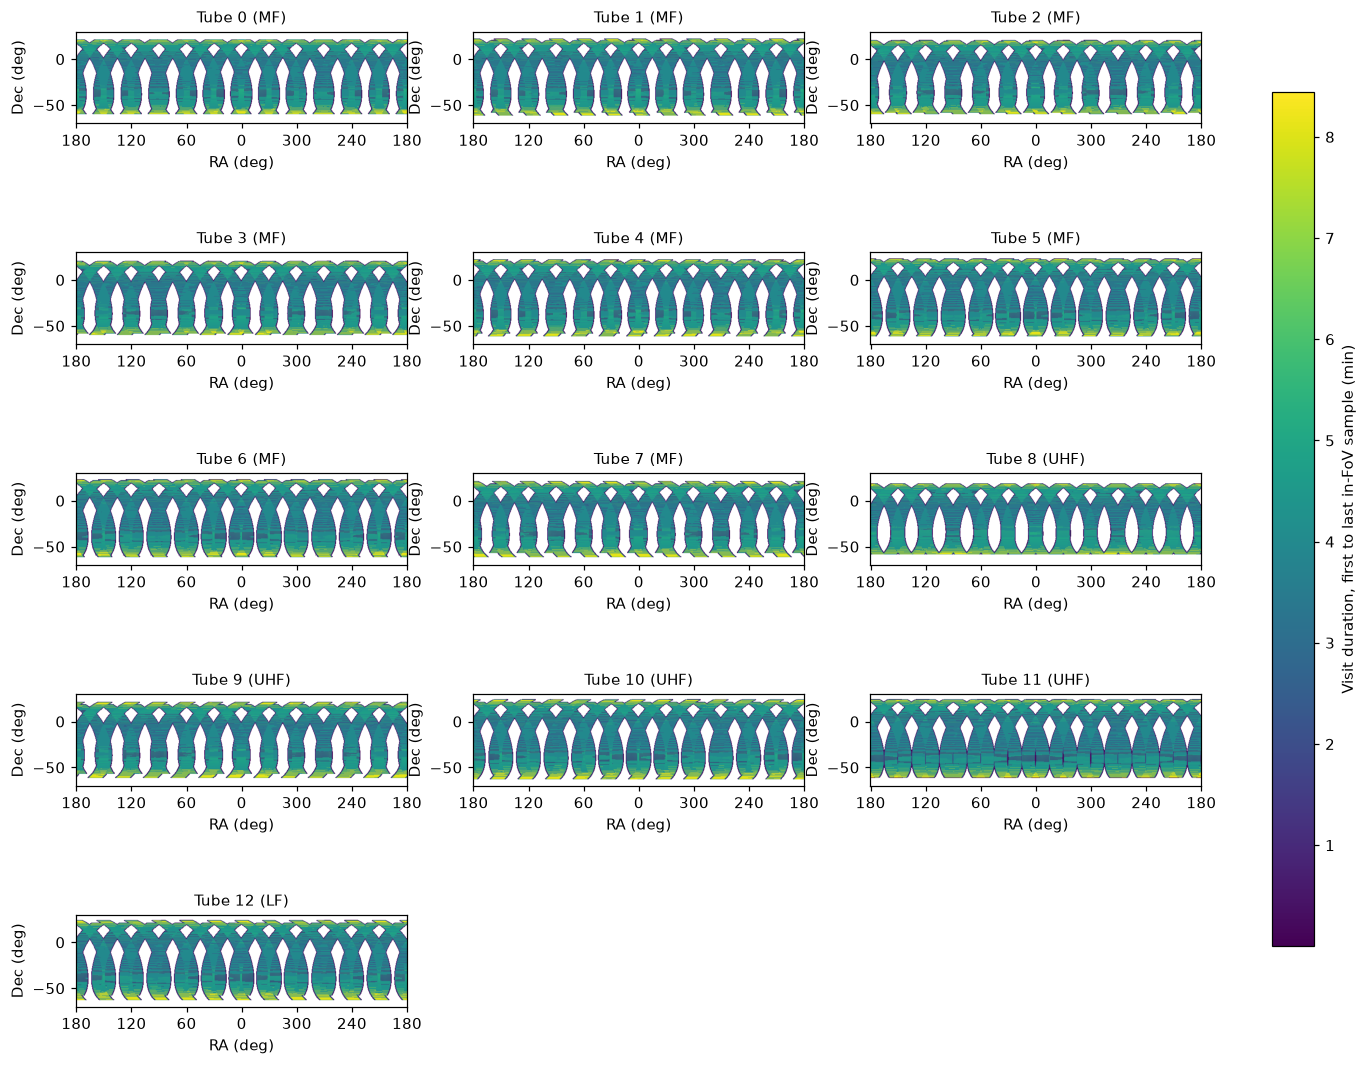 Tube 0 (MF)
Dec (deg)
0
−50
180 120 60 0 300 240 180
RA (deg)
Tube 1 (MF)
Dec (deg)
0
−50
180 120 60 0 300 240 180
RA (deg)
Tube 2 (MF)
Dec (deg)
0
−50
180 120 60 0 300 240 180
RA (deg)
Tube 3 (MF)
Dec (deg)
0
−50
180 120 60 0 300 240 180
RA (deg)
Tube 4 (MF)
Dec (deg)
0
−50
180 120 60 0 300 240 180
RA (deg)
Tube 5 (MF)
Dec (deg)
0
−50
180 120 60 0 300 240 180
RA (deg)
Tube 6 (MF)
Dec (deg)
0
−50
180 120 60 0 300 240 180
RA (deg)
Tube 7 (MF)
Dec (deg)
0
−50
180 120 60 0 300 240 180
RA (deg)
Tube 8 (UHF)
Dec (deg)
0
−50
180 120 60 0 300 240 180
RA (deg)
Tube 9 (UHF)
Dec (deg)
0
−50
180 120 60 0 300 240 180
RA (deg)
Tube 10 (UHF)
Dec (deg)
0
−50
180 120 60 0 300 240 180
RA (deg)
Tube 11 (UHF)
Dec (deg)
0
−50
180 120 60 0 300 240 180
RA (deg)
Tube 12 (LF)
Dec (deg)
0
−50
180 120 60 0 300 240 180
RA (deg)
8
7
6
5
4
3
2
1
Visit duration, first to last in-FoV sample (min)